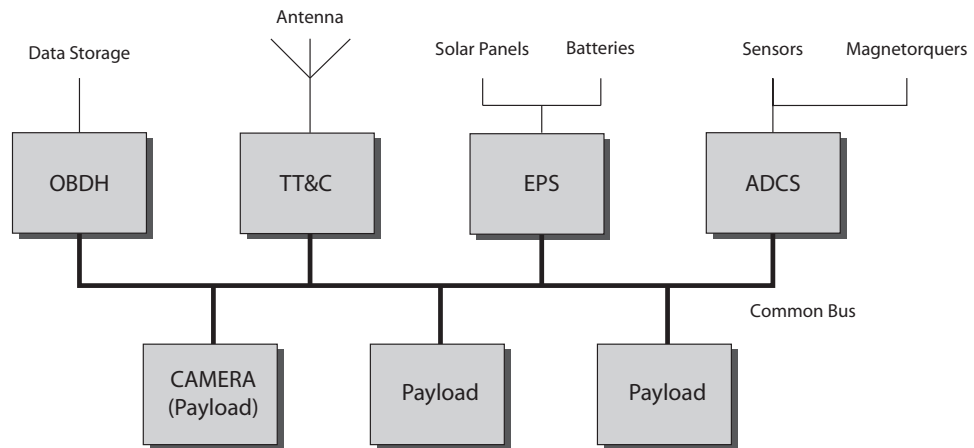 Antenna
Data Storage
Solar Panels
Batteries
Sensors
Magnetorquers
OBDH
TT&C
EPS
ADCS
Common Bus
CAMERA
(Payload)
Payload
Payload